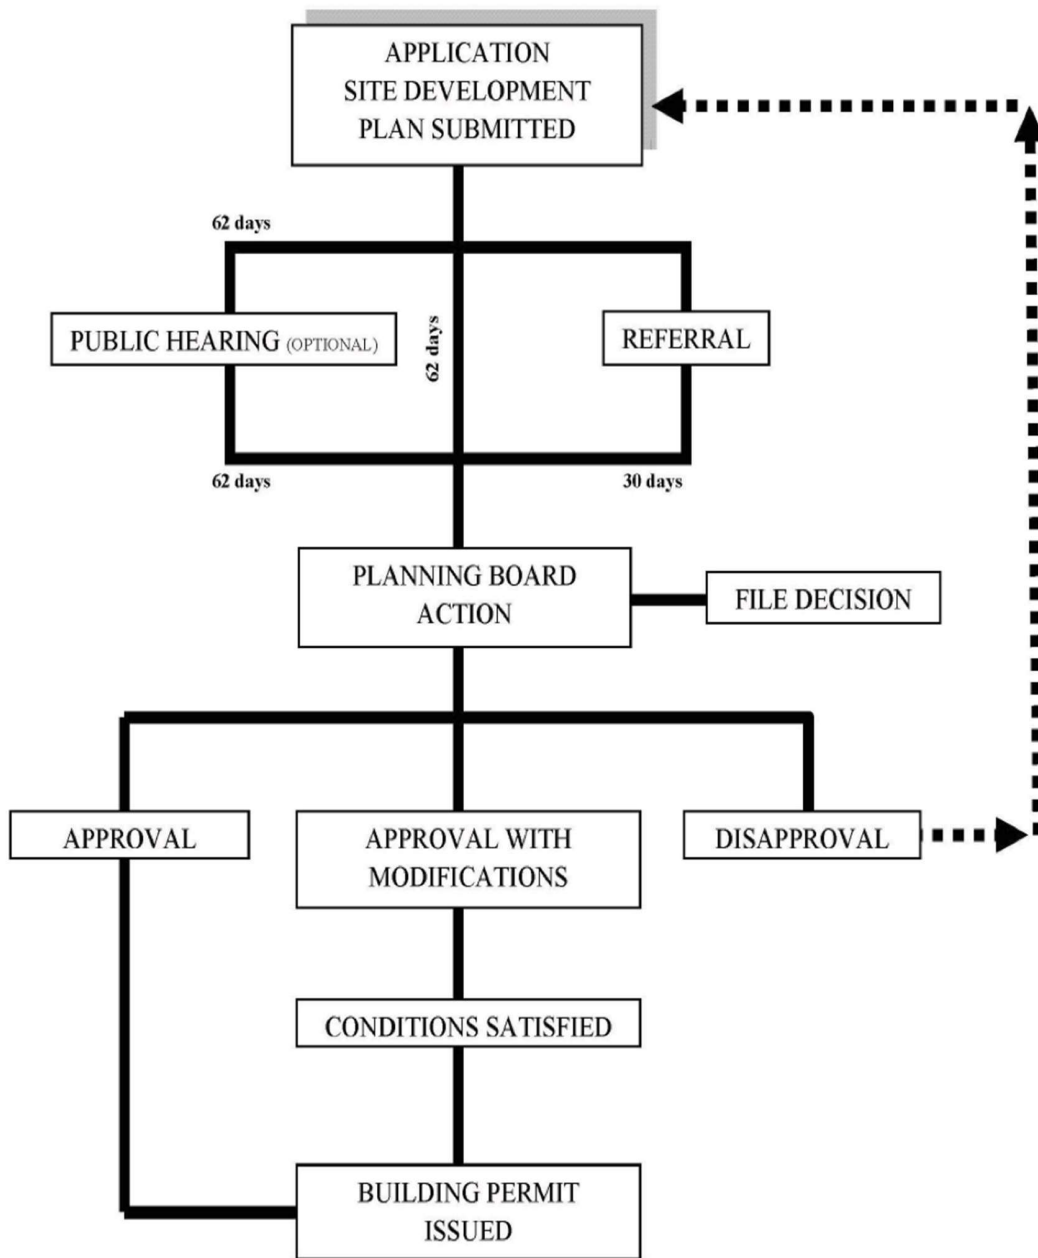 APPLICATION
SITE DEVELOPMENT
PLAN SUBMITTED
62 days
PUBLIC HEARING (OPTIONAL)
62 days
REFERRAL
62 days
30 days
PLANNING BOARD
ACTION
FILE DECISION
APPROVAL
APPROVAL WITH
MODIFICATIONS
DISAPPROVAL
CONDITIONS SATISFIED
BUILDING PERMIT
ISSUED